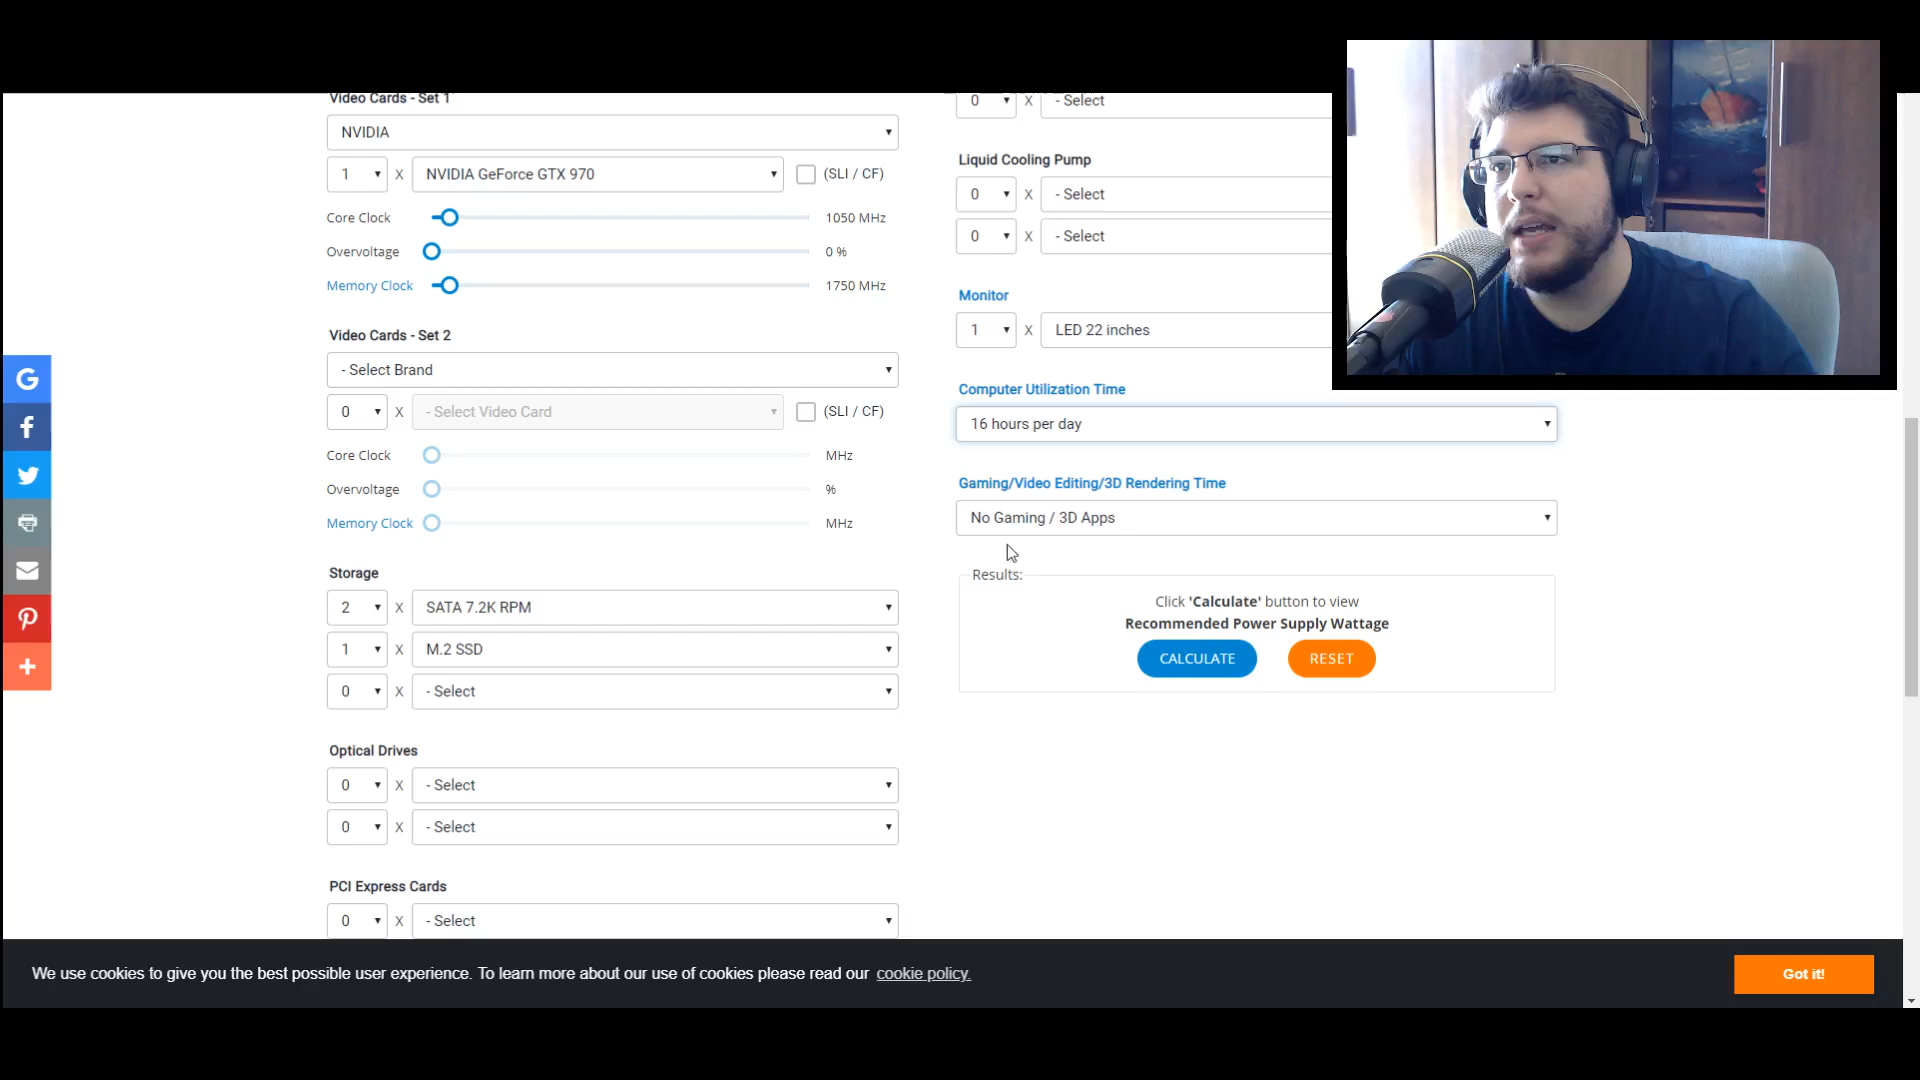 Video Cards - Set 1
NVIDIA
1 X NVIDIA GeForce GTX 970 (SLI / CF)
Core Clock 1050 MHz
Overvoltage 0 %
Memory Clock 1750 MHz
Video Cards - Set 2
- Select Brand
0 X - Select Video Card (SLI / CF)
Core Clock MHz
Overvoltage %
Memory Clock MHz
Storage
2 X SATA 7.2K RPM
1 X M.2 SSD
0 X - Select
Optical Drives
0 X - Select
0 X - Select
PCI Express Cards
0 X - Select
0 X - Select
Liquid Cooling Pump
0 X - Select
0 X - Select
Monitor
1 X LED 22 inches
Computer Utilization Time
16 hours per day
Gaming/Video Editing/3D Rendering Time
No Gaming / 3D Apps
Results:
Click 'Calculate' button to view
Recommended Power Supply Wattage
CALCULATE RESET
We use cookies to give you the best possible user experience. To learn more about our use of cookies please read our cookie policy.
Got it!